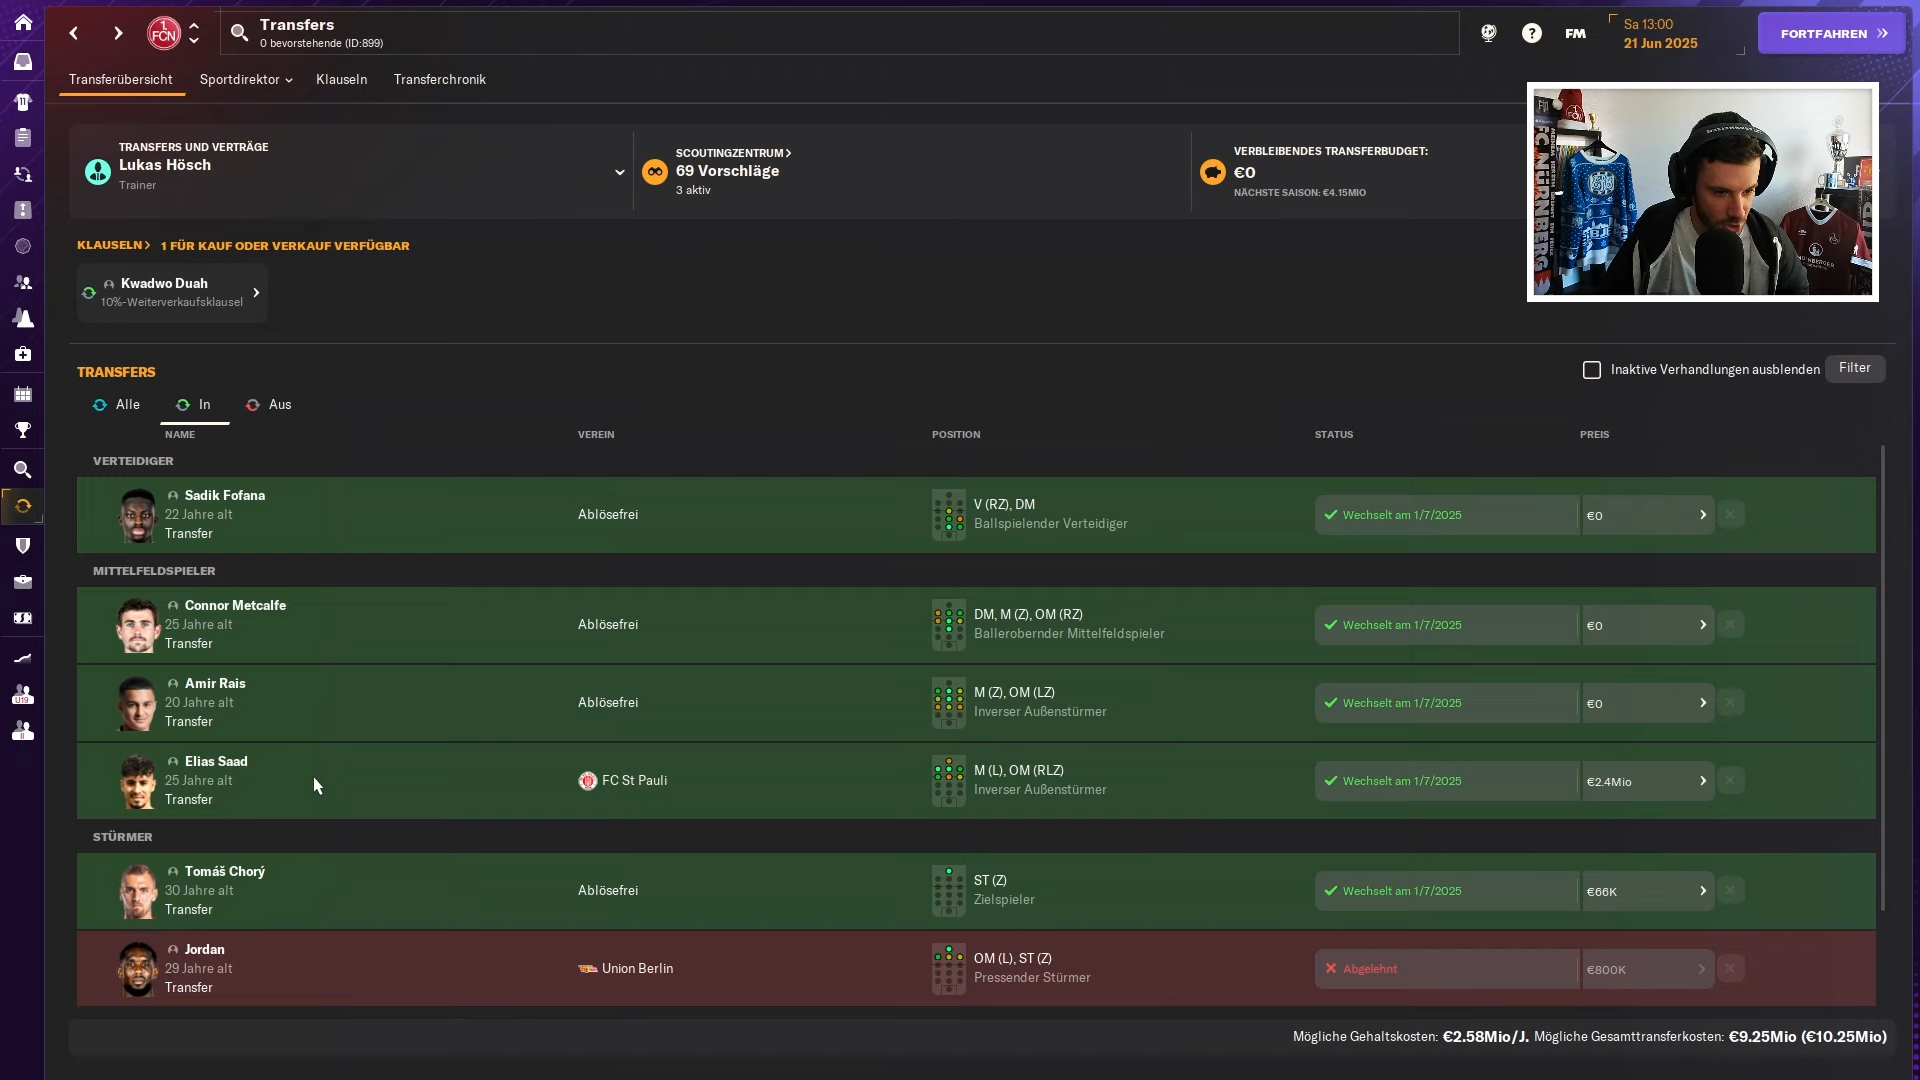 Transfers
0 bevorstehende (ID:899)
FM
Sa 13:00
21 Jun 2025
FORTFAHREN
Transferübersicht
Sportdirektor
Klauseln
Transferchronik
TRANSFERS UND VERTRÄGE
Lukas Hösch
Trainer
SCOUTINGZENTRUM >
69 Vorschläge
3 aktiv
VERBLEIBENDES TRANSFERBUDGET:
€0
NÄCHSTE SAISON: €4.15MIO
KLAUSELN > 1 FÜR KAUF ODER VERKAUF VERFÜGBAR
Kwadwo Duah
10%-Weiterverkaufsklausel
TRANSFERS
Inaktive Verhandlungen ausblenden
Filter
Alle
In
Aus
NAME VEREIN POSITION STATUS PREIS
VERTEIDIGER
Sadik Fofana
22 Jahre alt
Transfer
Ablösefrei
V (RZ), DM
Ballspielender Verteidiger
Wechselt am 1/7/2025
€0
MITTELFELDSPIELER
Connor Metcalfe
25 Jahre alt
Transfer
Ablösefrei
DM, M (Z), OM (RZ)
Ballerobernder Mittelfeldspieler
Wechselt am 1/7/2025
€0
Amir Rais
20 Jahre alt
Transfer
Ablösefrei
M (Z), OM (LZ)
Inverser Außenstürmer
Wechselt am 1/7/2025
€0
Elias Saad
25 Jahre alt
Transfer
FC St Pauli
M (L), OM (RLZ)
Inverser Außenstürmer
Wechselt am 1/7/2025
€2.4Mio
STÜRMER
Tomáš Chorý
30 Jahre alt
Transfer
Ablösefrei
ST (Z)
Zielspieler
Wechselt am 1/7/2025
€66K
Jordan
29 Jahre alt
Transfer
Union Berlin
OM (L), ST (Z)
Pressender Stürmer
Abgelehnt
€800K
Mögliche Gehaltskosten: €2.58Mio/J. Mögliche Gesamttransferkosten: €9.25Mio (€10.25Mio)
1. FCN
U19
II
11
FC NÜRNBERG